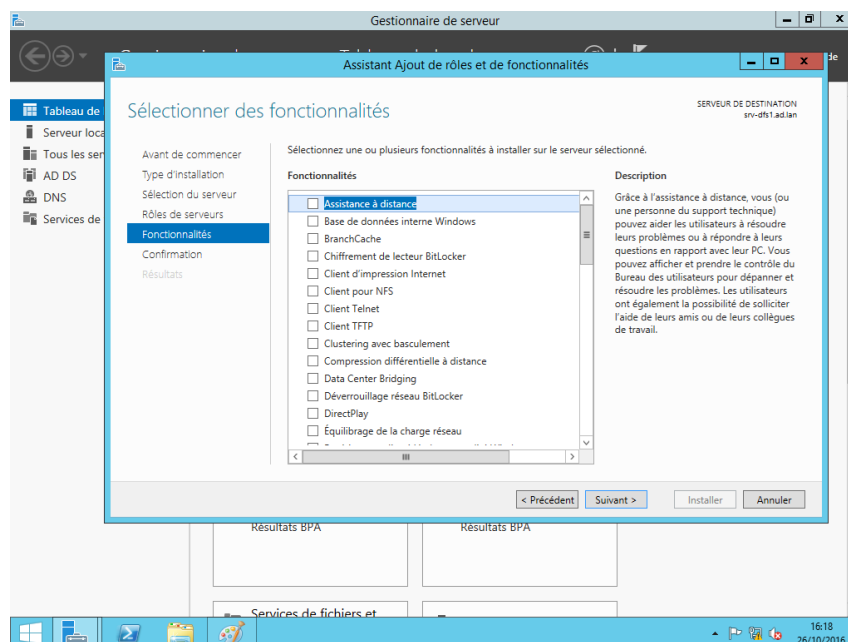 Gestionnaire de serveur
de
Assistant Ajout de rôles et de fonctionnalités
Tableau de
Serveur loca
Tous les ser
AD DS
DNS
Services de
Sélectionner des fonctionnalités
SERVEUR DE DESTINATION
srv-dfs1.ad.lan
Avant de commencer
Type d'installation
Sélection du serveur
Rôles de serveurs
Fonctionnalités
Confirmation
Résultats
Sélectionnez une ou plusieurs fonctionnalités à installer sur le serveur sélectionné.
Fonctionnalités
Assistance à distance
Base de données interne Windows
BranchCache
Chiffrement de lecteur BitLocker
Client d'impression Internet
Client pour NFS
Client Telnet
Client TFTP
Clustering avec basculement
Compression différentielle à distance
Data Center Bridging
Déverrouillage réseau BitLocker
DirectPlay
Équilibrage de la charge réseau
Description
Grâce à l'assistance à distance, vous (ou
une personne du support technique)
pouvez aider les utilisateurs à résoudre
leurs problèmes ou à répondre à leurs
questions en rapport avec leur PC. Vous
pouvez afficher et prendre le contrôle du
Bureau des utilisateurs pour dépanner et
résoudre les problèmes. Les utilisateurs
ont également la possibilité de solliciter
l'aide de leurs amis ou de leurs collègues
de travail.
< Précédent
Suivant >
Installer
Annuler
Résultats BPA
Résultats BPA
Services de fichiers et
16:18
26/10/2016